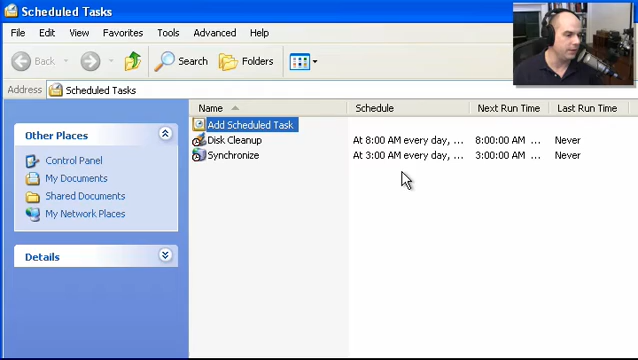 Scheduled Tasks
File Edit View Favorites Tools Advanced Help
Back Search Folders
Address Scheduled Tasks
Name Schedule Next Run Time Last Run Time
Add Scheduled Task
Disk Cleanup At 8:00 AM every day, ... 8:00:00 AM ... Never
Synchronize At 3:00 AM every day, ... 3:00:00 AM ... Never
Other Places
Control Panel
My Documents
Shared Documents
My Network Places
Details